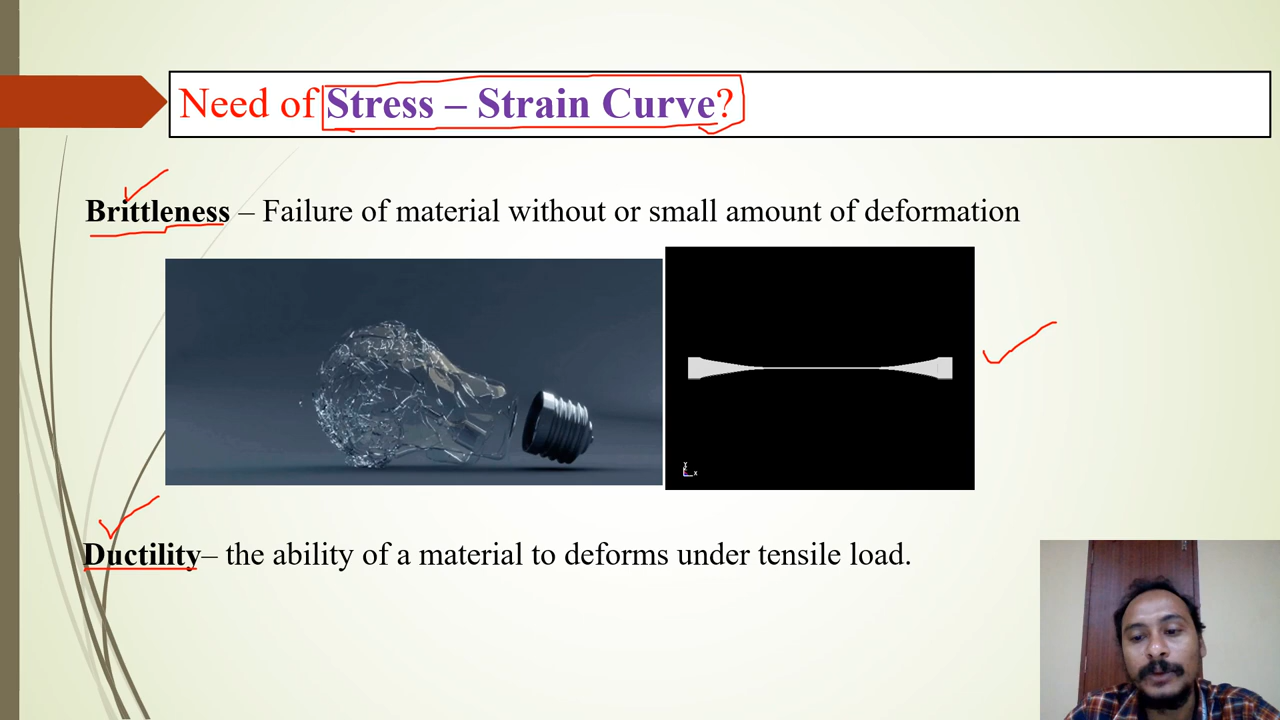 Need of Stress – Strain Curve?
Brittleness – Failure of material without or small amount of deformation
Y
X
Ductility– the ability of a material to deforms under tensile load.